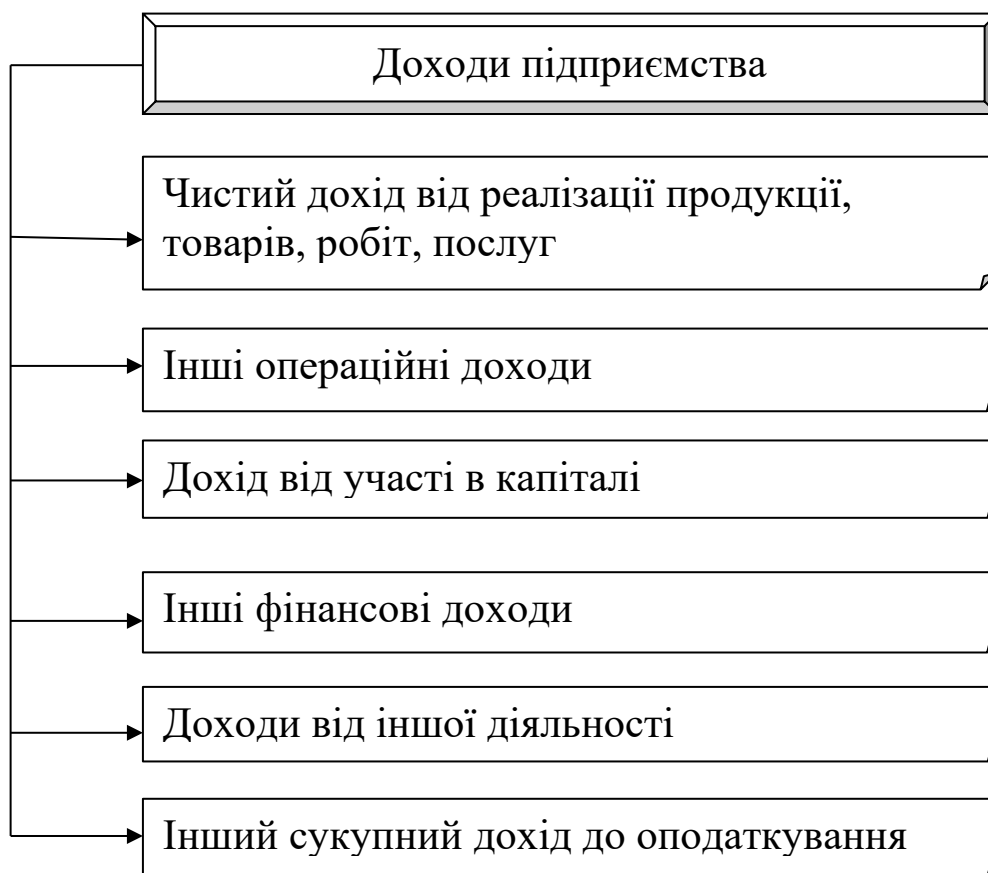 Доходи підприємства
Чистий дохід від реалізації продукції,
товарів, робіт, послуг
Інші операційні доходи
Дохід від участі в капіталі
Інші фінансові доходи
Доходи від іншої діяльності
Інший сукупний дохід до оподаткування